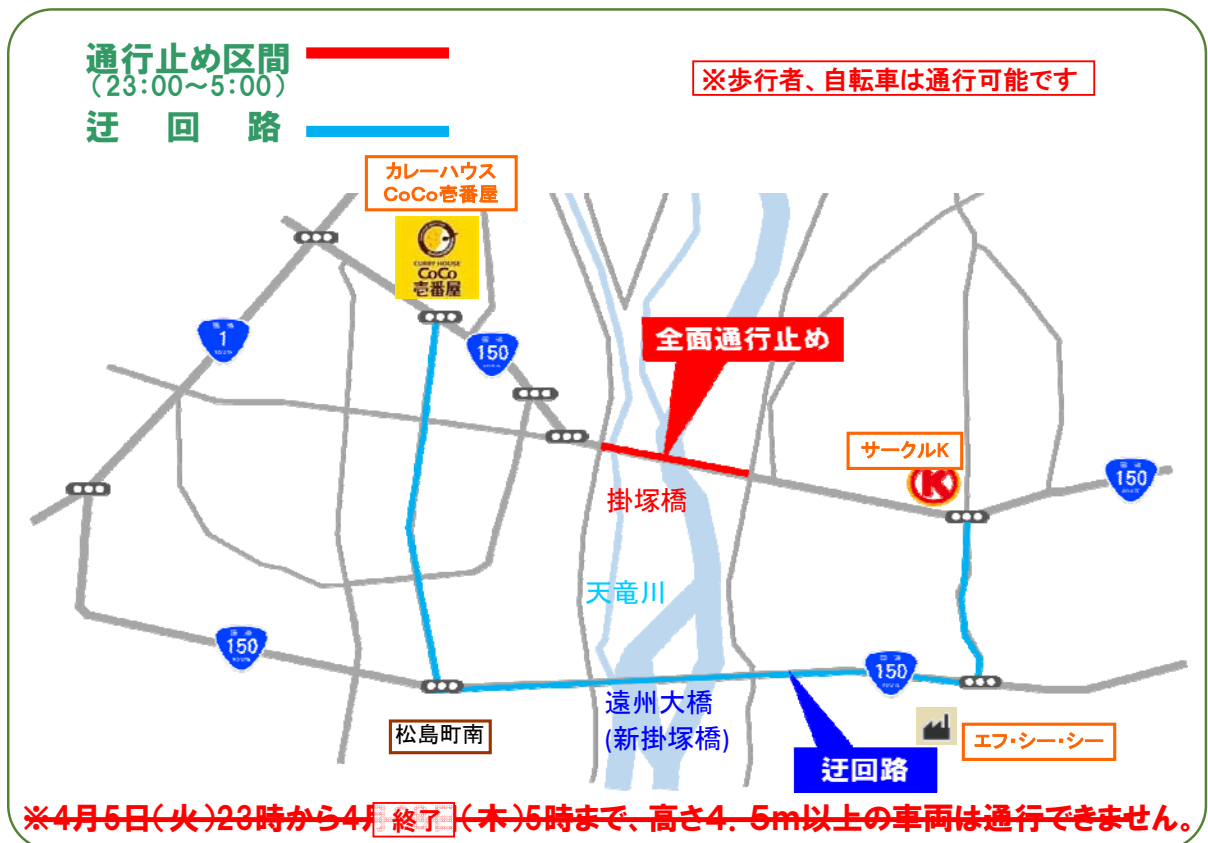 通行止め区間
(23:00～5:00)
迂回路
※歩行者、自転車は通行可能です
カレーハウス
CoCo壱番屋
CURRY HOUSE
CoCo
壱番屋
1
150
全面通行止め
サークルK
K
150
掛塚橋
天竜川
150
150
遠州大橋
(新掛塚橋)
松島町南
エフ・シー・シー
迂回路
※4月5日(火)23時から4月
終了
(木)5時まで、高さ4．5m以上の車両は通行できません。